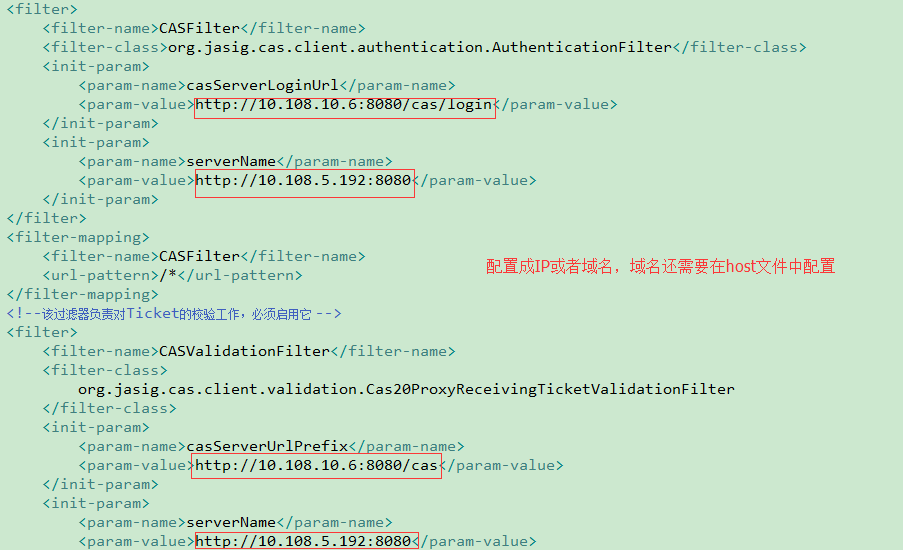 <filter>
<filter-name>CASFilter</filter-name>
<filter-class>org.jasig.cas.client.authentication.AuthenticationFilter</filter-class>
<init-param>
<param-name>casServerLoginUrl</param-name>
<param-value>http://10.108.10.6:8080/cas/login</param-value>
</init-param>
<init-param>
<param-name>serverName</param-name>
<param-value>http://10.108.5.192:8080</param-value>
</init-param>
</filter>
<filter-mapping>
<filter-name>CASFilter</filter-name>
<url-pattern>/*</url-pattern>
配置成IP或者域名，域名还需要在host文件中配置
</filter-mapping>
<!--该过滤器负责对Ticket的校验工作，必须启用它 -->
<filter>
<filter-name>CASValidationFilter</filter-name>
<filter-class>
org.jasig.cas.client.validation.Cas20ProxyReceivingTicketValidationFilter
</filter-class>
<init-param>
<param-name>casServerUrlPrefix</param-name>
<param-value>http://10.108.10.6:8080/cas</param-value>
</init-param>
<init-param>
<param-name>serverName</param-name>
<param-value>http://10.108.5.192:8080</param-value>